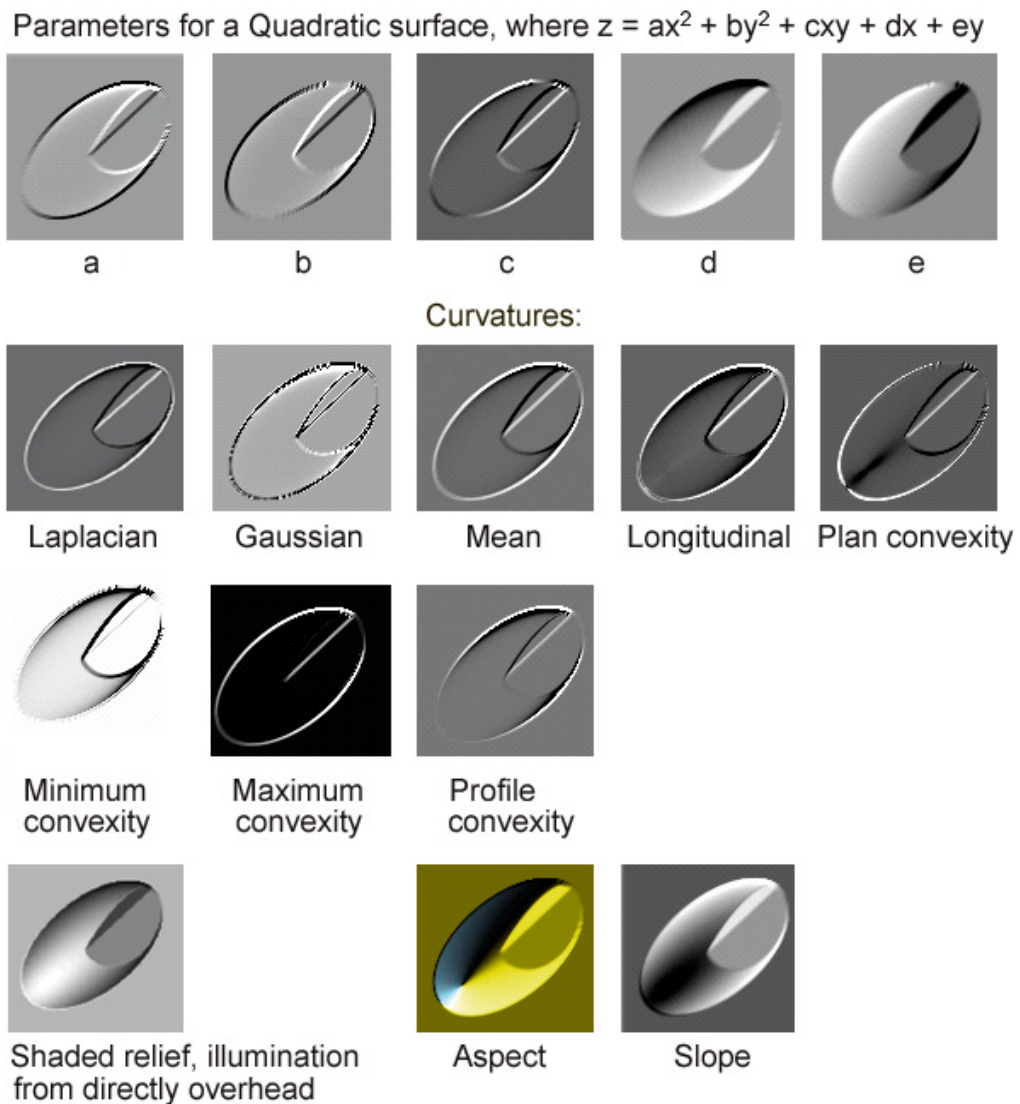 Parameters for a Quadratic surface, where z = ax² + by² + cxy + dx + ey
a b c d e
Curvatures:
Laplacian Gaussian Mean Longitudinal Plan convexity
Minimum convexity
Maximum convexity
Profile convexity
Shaded relief, illumination
from directly overhead
Aspect Slope